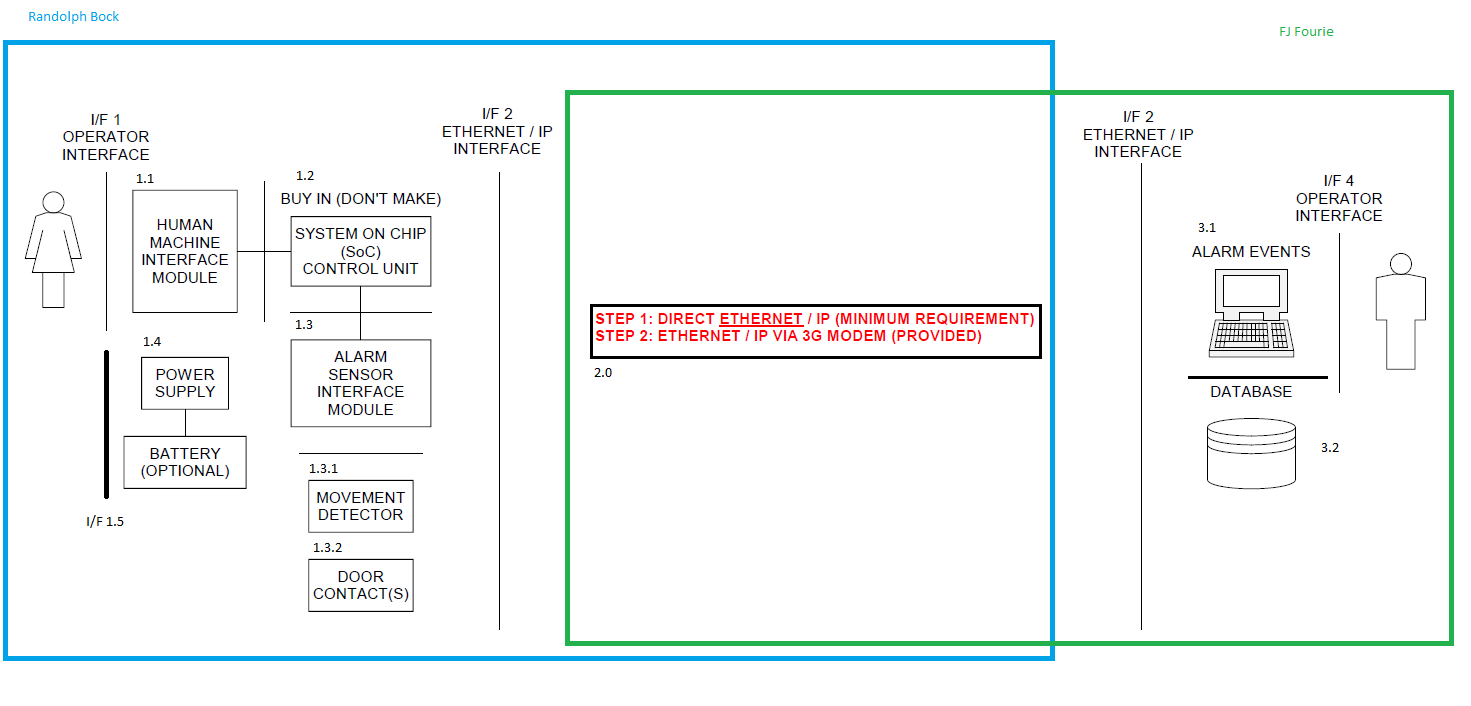 Randolph Bock
FJ Fourie
I/F 1
OPERATOR
INTERFACE
I/F 2
ETHERNET / IP
INTERFACE
1.1
HUMAN
MACHINE
INTERFACE
MODULE
1.2
BUY IN (DON'T MAKE)
SYSTEM ON CHIP
(SoC)
CONTROL UNIT
1.3
ALARM
SENSOR
INTERFACE
MODULE
1.4
POWER
SUPPLY
BATTERY
(OPTIONAL)
I/F 1.5
1.3.1
MOVEMENT
DETECTOR
1.3.2
DOOR
CONTACT(S)
STEP 1: DIRECT ETHERNET / IP (MINIMUM REQUIREMENT)
STEP 2: ETHERNET / IP VIA 3G MODEM (PROVIDED)
2.0
I/F 2
ETHERNET / IP
INTERFACE
I/F 4
OPERATOR
INTERFACE
3.1
ALARM EVENTS
DATABASE
3.2